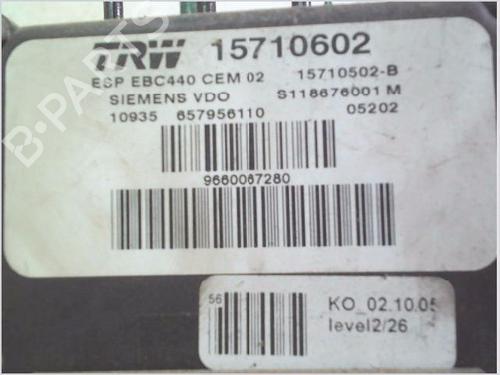 TRW 15710602
ESP EBC440 CEM 02 15710502-B
SIEMENS VDO S118676001 M
10935 657956110 05202
9660067280
56
KO_02.10.05
level2/26
B-PARTS